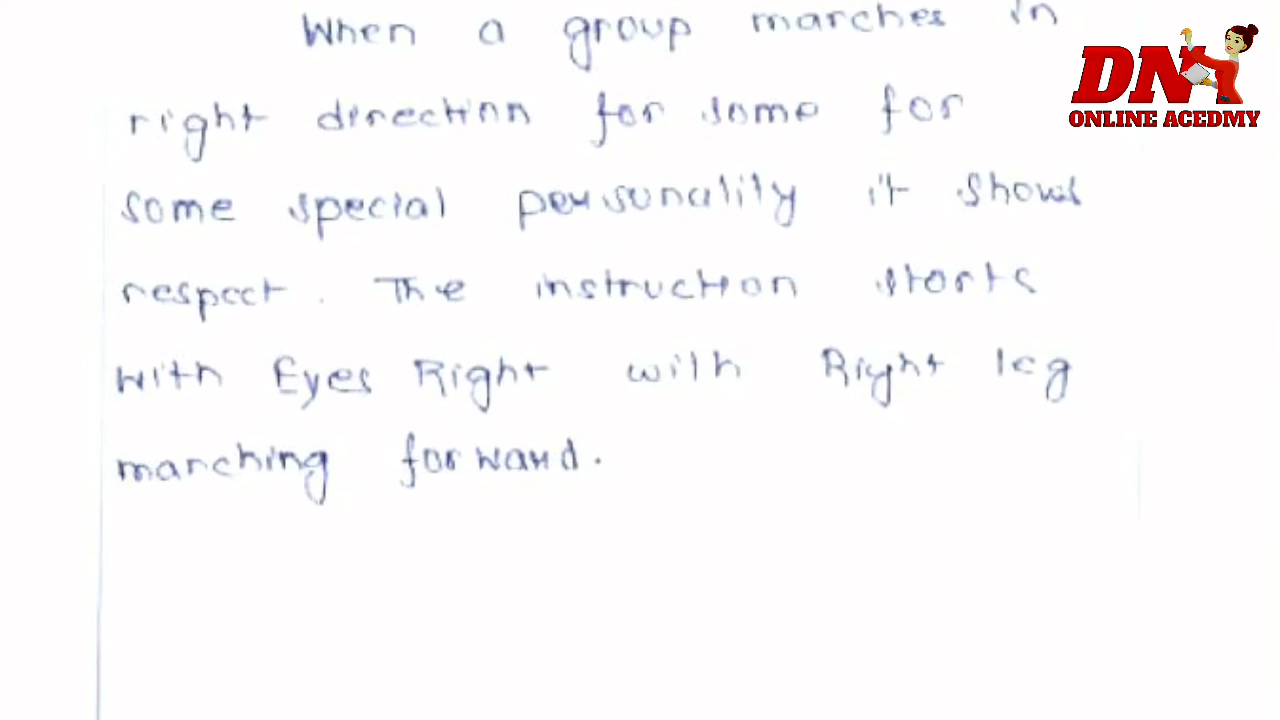 When a group marches in
right direction for some for
some special personality it shows
respect. The instruction starts
with Eyes Right with Right leg
marching forward.
DN
ONLINE ACEDMY